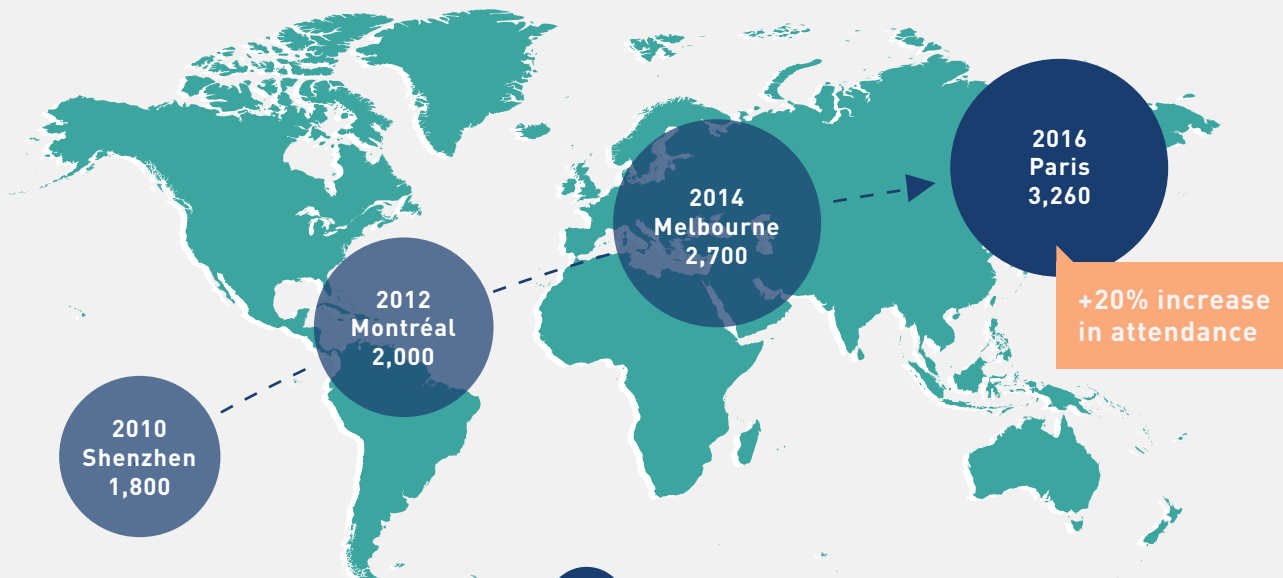 2016
Paris
3,260
2014
Melbourne
2,700
+20% increase
in attendance
2012
Montréal
2,000
2010
Shenzhen
1,800